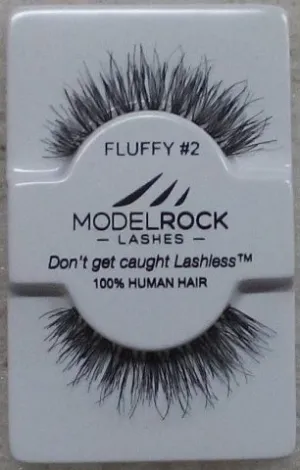 FLUFFY #2
MODELROCK
– LASHES –
Don't get caught Lashless™
100% HUMAN HAIR